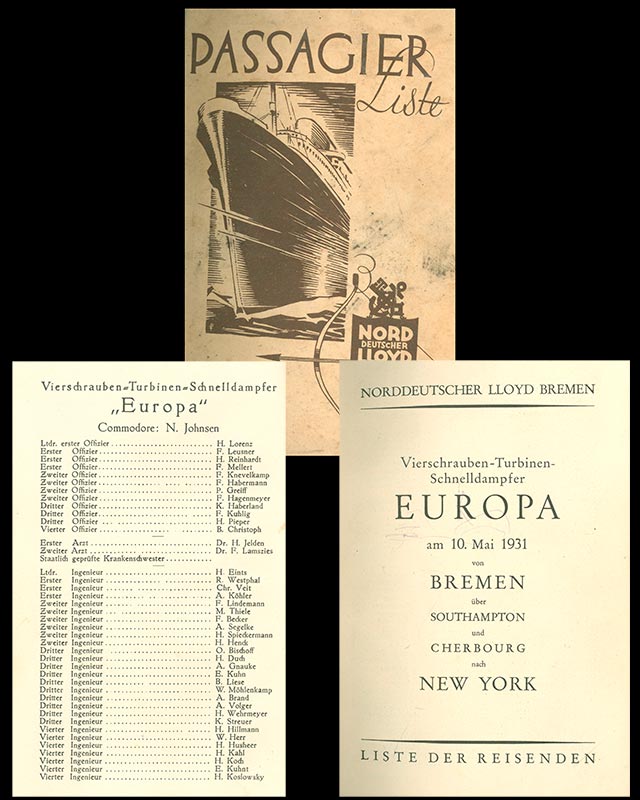 PASSAGIER
Liste
NORD
DEUTSCHER
LLOYD
Vierschrauben-Turbinen-Schnelldampfer
„Europa“
Commodore: N. Johnsen
Ltdr. erster Offizier ........................ H. Lorenz
Erster Offizier ........................ F. Leusner
Erster Offizier ........................ H. Reinhardt
Erster Offizier ........................ F. Mellert
Zweiter Offizier ........................ F. Knevelkamp
Zweiter Offizier ........................ F. Habermann
Zweiter Offizier ........................ P. Greiff
Zweiter Offizier ........................ F. Hagenmeyer
Dritter Offizier ........................ K. Haberland
Dritter Offizier ........................ F. Kuhlig
Dritter Offizier ........................ H. Pieper
Vierter Offizier ........................ B. Christoph
Erster Arzt ........................ Dr. H. Jelden
Zweiter Arzt ........................ Dr. F. Lamszies
Staatlich geprüfte Krankenschwester ............
Ltdr. Ingenieur ........................ H. Eints
Erster Ingenieur ........................ R. Westphal
Erster Ingenieur ........................ Chr. Veit
Erster Ingenieur ........................ A. Köhler
Zweiter Ingenieur ........................ F. Lindemann
Zweiter Ingenieur ........................ M. Thiele
Zweiter Ingenieur ........................ F. Becker
Zweiter Ingenieur ........................ A. Segelke
Zweiter Ingenieur ........................ H. Spiekermann
Zweiter Ingenieur ........................ H. Henck
Dritter Ingenieur ........................ O. Bischoff
Dritter Ingenieur ........................ H. Duch
Dritter Ingenieur ........................ A. Gnauke
Dritter Ingenieur ........................ E. Kuhn
Dritter Ingenieur ........................ B. Liese
Dritter Ingenieur ........................ W. Möhlenkamp
Dritter Ingenieur ........................ A. Brand
Dritter Ingenieur ........................ A. Volger
Dritter Ingenieur ........................ H. Wehrmeyer
Dritter Ingenieur ........................ K. Streuer
Vierter Ingenieur ........................ H. Hillmann
Vierter Ingenieur ........................ W. Herr
Vierter Ingenieur ........................ H. Husheer
Vierter Ingenieur ........................ H. Kahl
Vierter Ingenieur ........................ H. Koch
Vierter Ingenieur ........................ E. Kuhnt
Vierter Ingenieur ........................ H. Koslowsky
NORDDEUTSCHER LLOYD BREMEN
Vierschrauben-Turbinen-
Schnelldampfer
EUROPA
am 10. Mai 1931
von
BREMEN
über
SOUTHAMPTON
und
CHERBOURG
nach
NEW YORK
LISTE DER REISENDEN